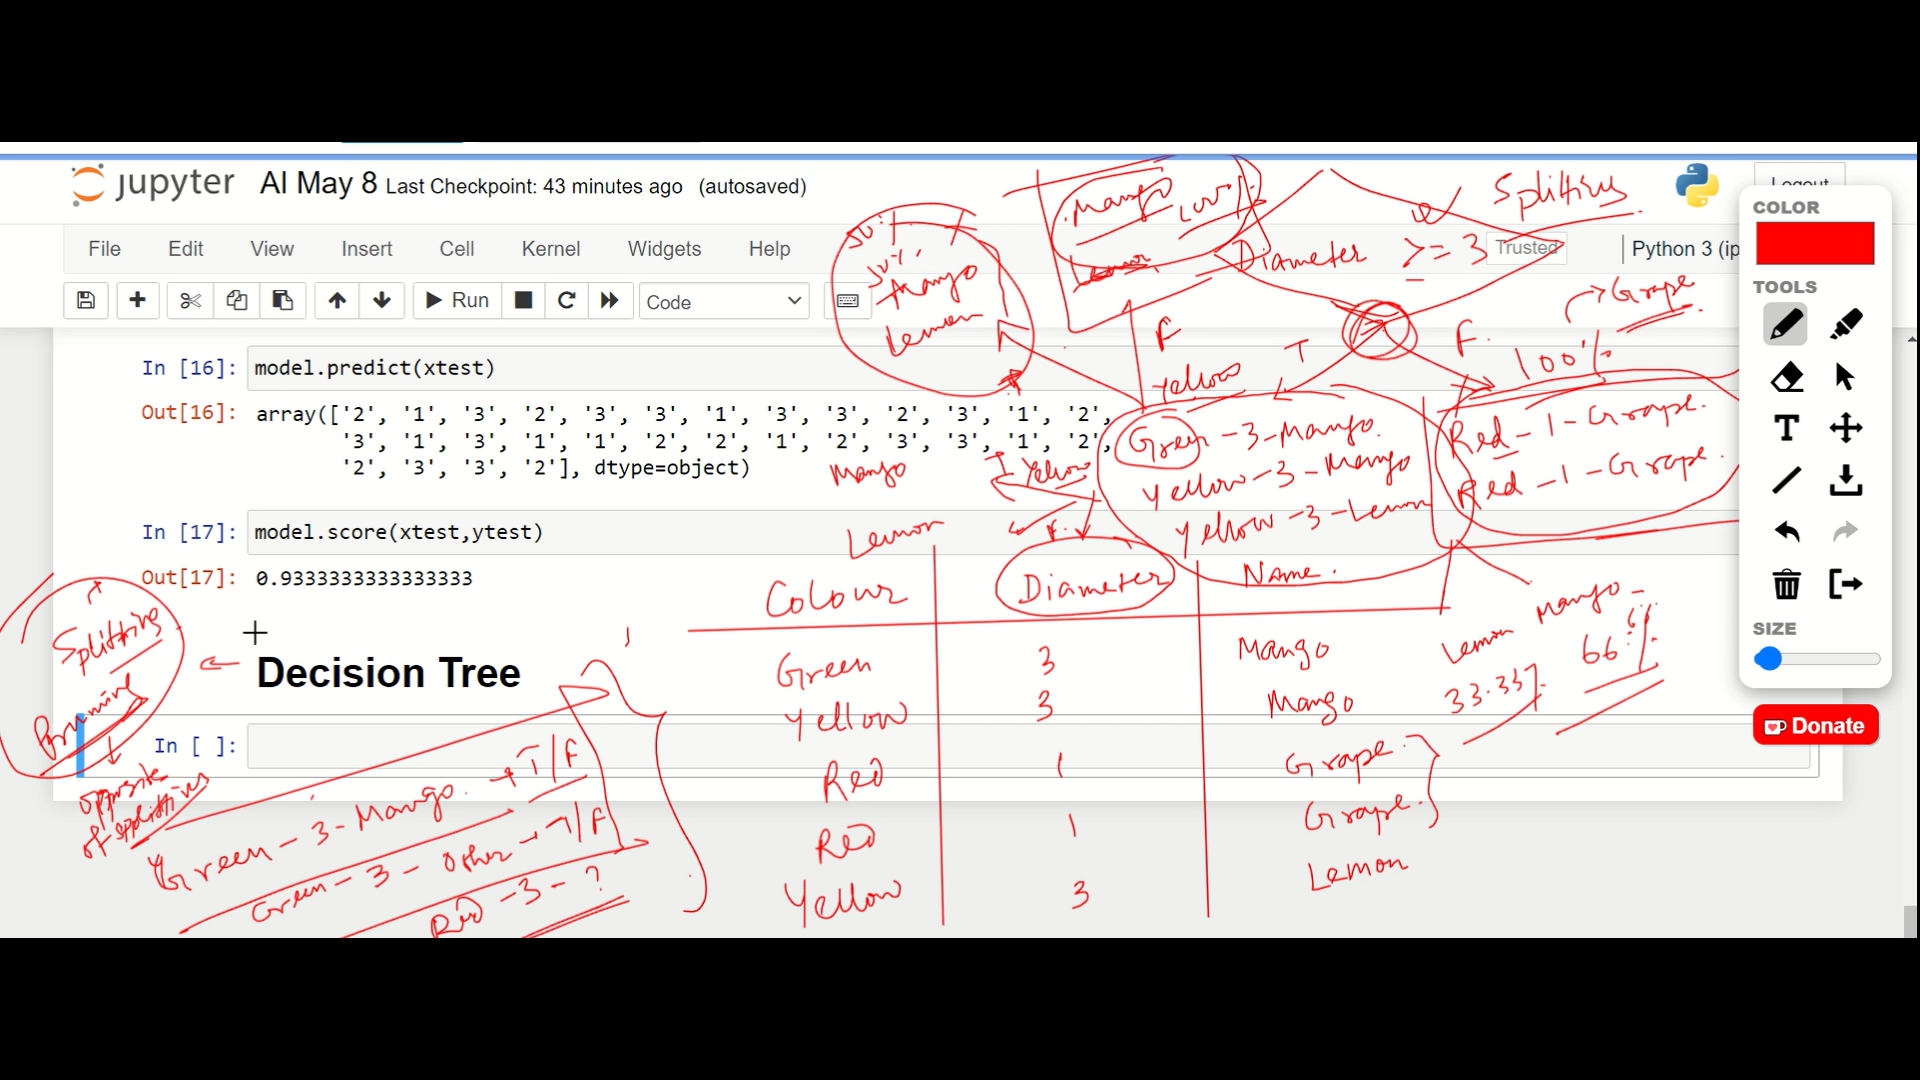 jupyter AI May 8 Last Checkpoint: 43 minutes ago (autosaved)
File Edit View Insert Cell Kernel Widgets Help Trusted Python 3 (ip
Run Code
In [16]: model.predict(xtest)
Out[16]: array(['2', '1', '3', '2', '3', '3', '1', '3', '3', '2', '3', '1', '2',
'3', '1', '3', '1', '1', '2', '2', '1', '2', '3', '3', '1', '2',
'2', '3', '3', '2'], dtype=object)
In [17]: model.score(xtest,ytest)
Out[17]: 0.9333333333333333
Decision Tree
In [ ]:
Splitting
Pruning
opposite
of splitting
Green - 3 - Mango. → T/F
Green - 3 - Other → T/F
Red - 3 - ?
Mango 100%
Lemon
Splitting
Diameter >= 3
50%
50%
Mango
Lemon
F
Yellow
T
F.
Grape
100%
Green - 3 - Mango.
Yellow - 3 - Mango
Yellow - 3 - Lemon
Red - 1 - Grape.
Red - 1 - Grape.
Mango
T Yellow
Lemon
F
Colour Diameter Name.
Green 3 Mango
Yellow 3 Mango
Red 1 Grape
Red 1 Grape.
Yellow 3 Lemon
Lemon Mango -
33.33% 66.6%
COLOR
TOOLS
T
SIZE
Donate